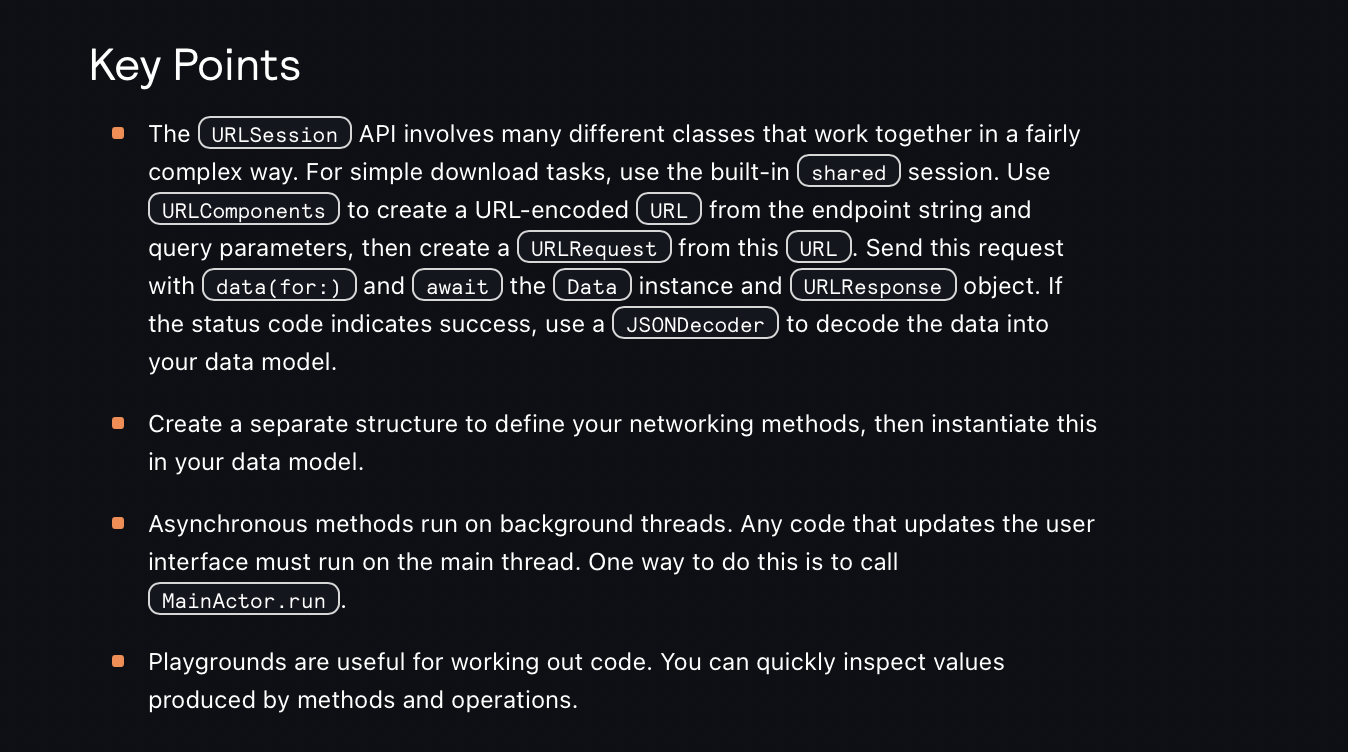 Key Points
The URLSession API involves many different classes that work together in a fairly
complex way. For simple download tasks, use the built-in shared session. Use
URLComponents to create a URL-encoded URL from the endpoint string and
query parameters, then create a URLRequest from this URL. Send this request
with data(for:) and await the Data instance and URLResponse object. If
the status code indicates success, use a JSONDecoder to decode the data into
your data model.
Create a separate structure to define your networking methods, then instantiate this
in your data model.
Asynchronous methods run on background threads. Any code that updates the user
interface must run on the main thread. One way to do this is to call
MainActor.run.
Playgrounds are useful for working out code. You can quickly inspect values
produced by methods and operations.